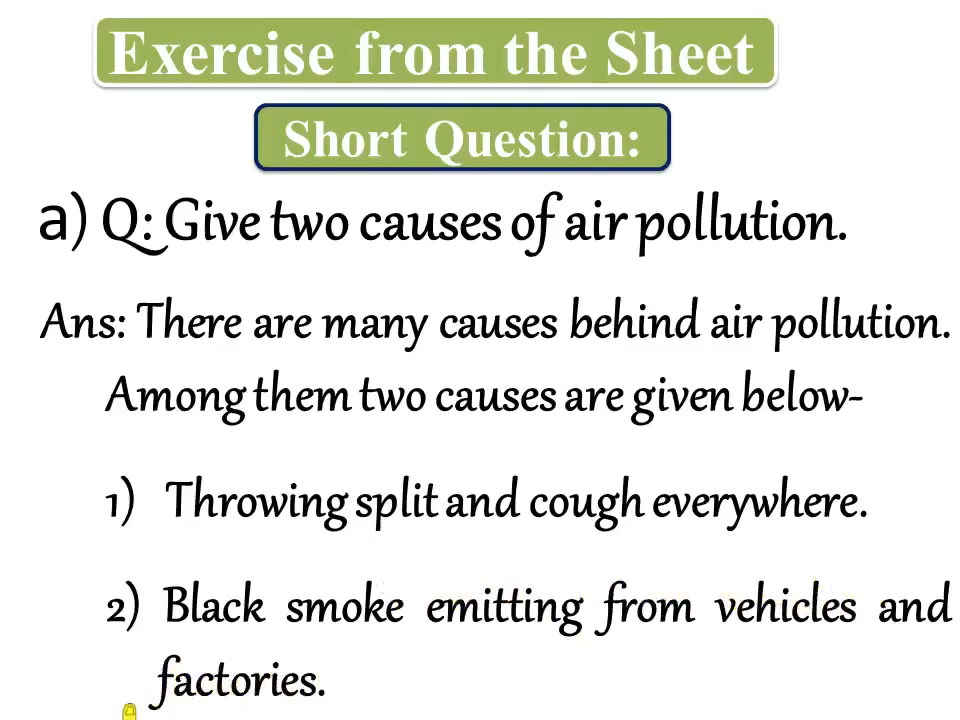 Exercise from the Sheet
Short Question:
a) Q: Give two causes of air pollution.
Ans: There are many causes behind air pollution.
Among them two causes are given below-
1) Throwing split and cough everywhere.
2) Black smoke emitting from vehicles and
factories.